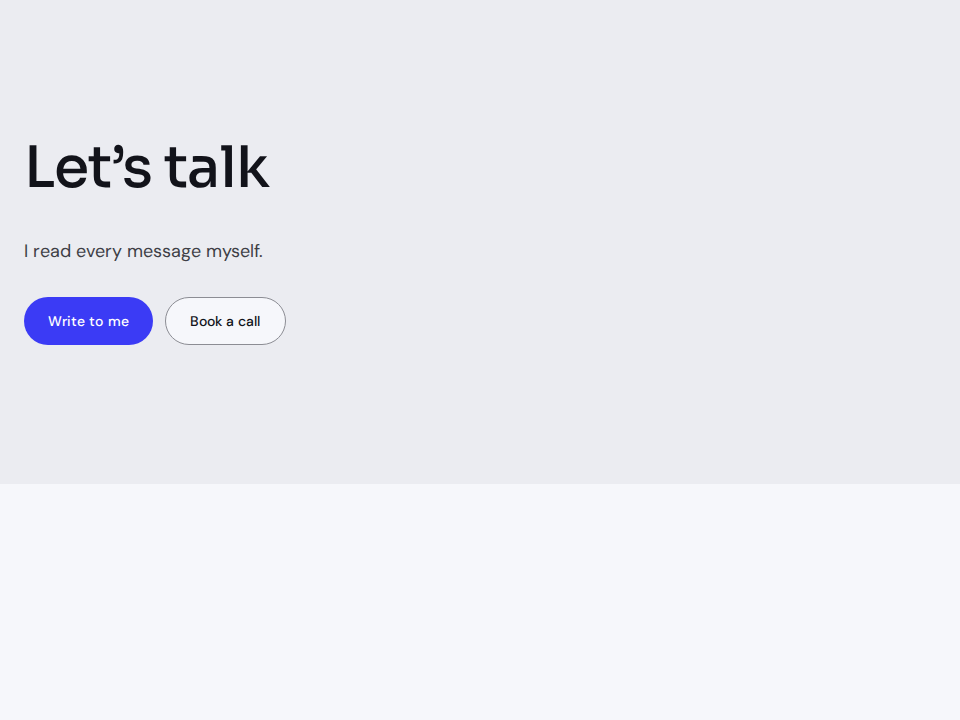 Let’s talk
I read every message myself.
Write to me
Book a call